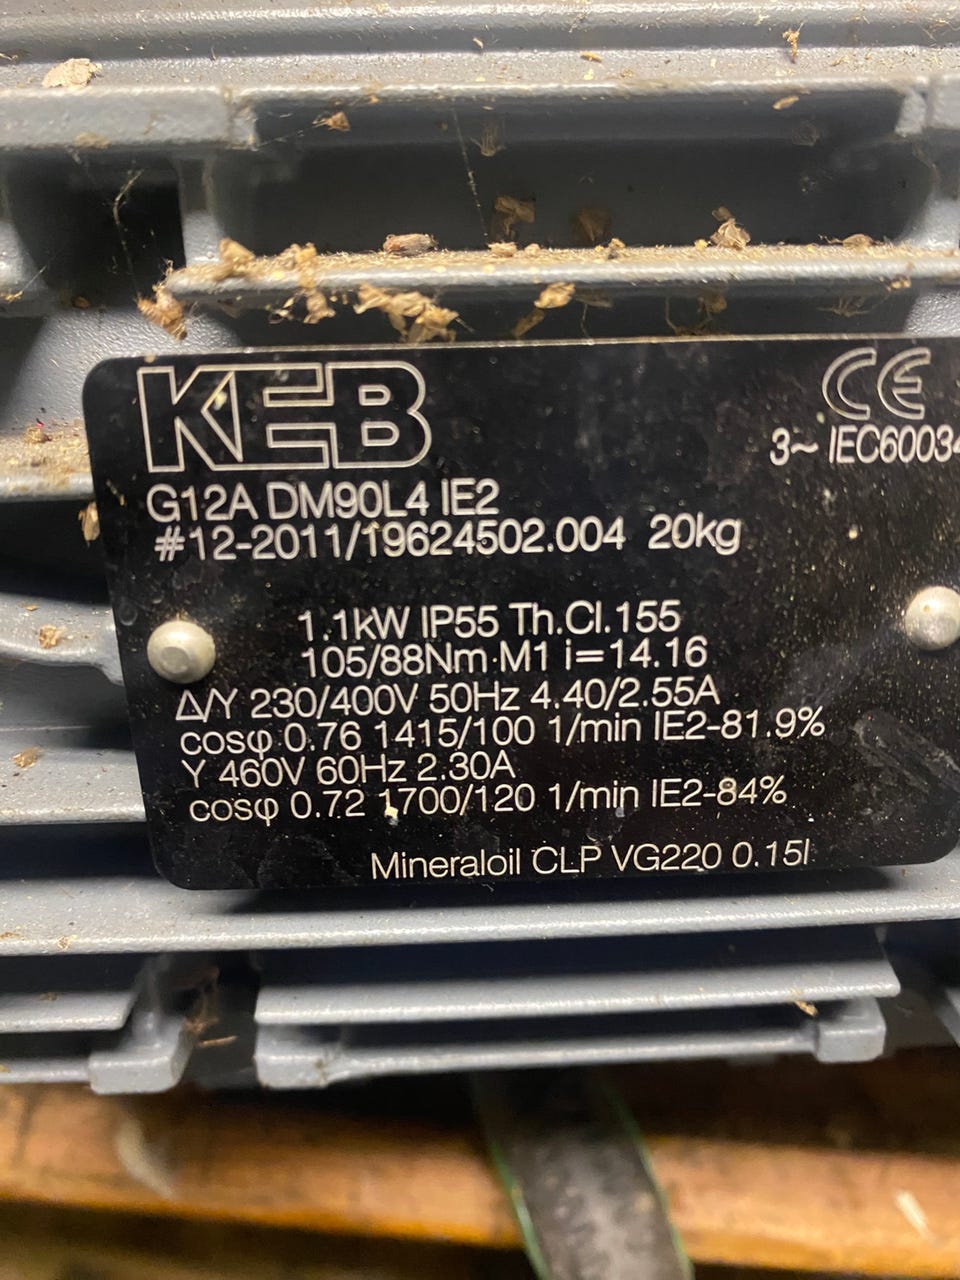 KEB
CE
3~ IEC60034
G12A DM90L4 IE2
#12-2011/19624502.004 20kg
1.1kW IP55 Th.Cl.155
105/88Nm M1 i=14.16
Δ/Y 230/400V 50Hz 4.40/2.55A
cosφ 0.76 1415/100 1/min IE2-81.9%
Y 460V 60Hz 2.30A
cosφ 0.72 1700/120 1/min IE2-84%
Mineraloil CLP VG220 0.15l